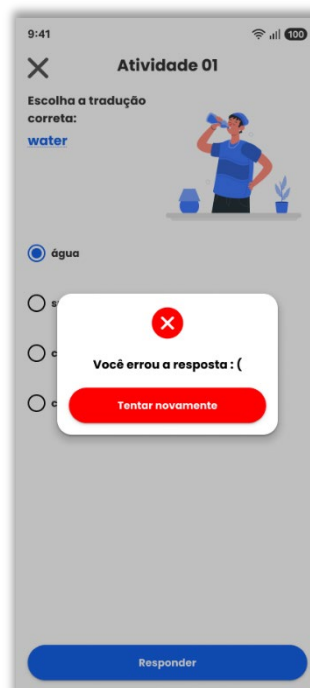 9:41
100
Atividade 01
Escolha a tradução
correta:
water
água
Você errou a resposta : (
Tentar novamente
Responder